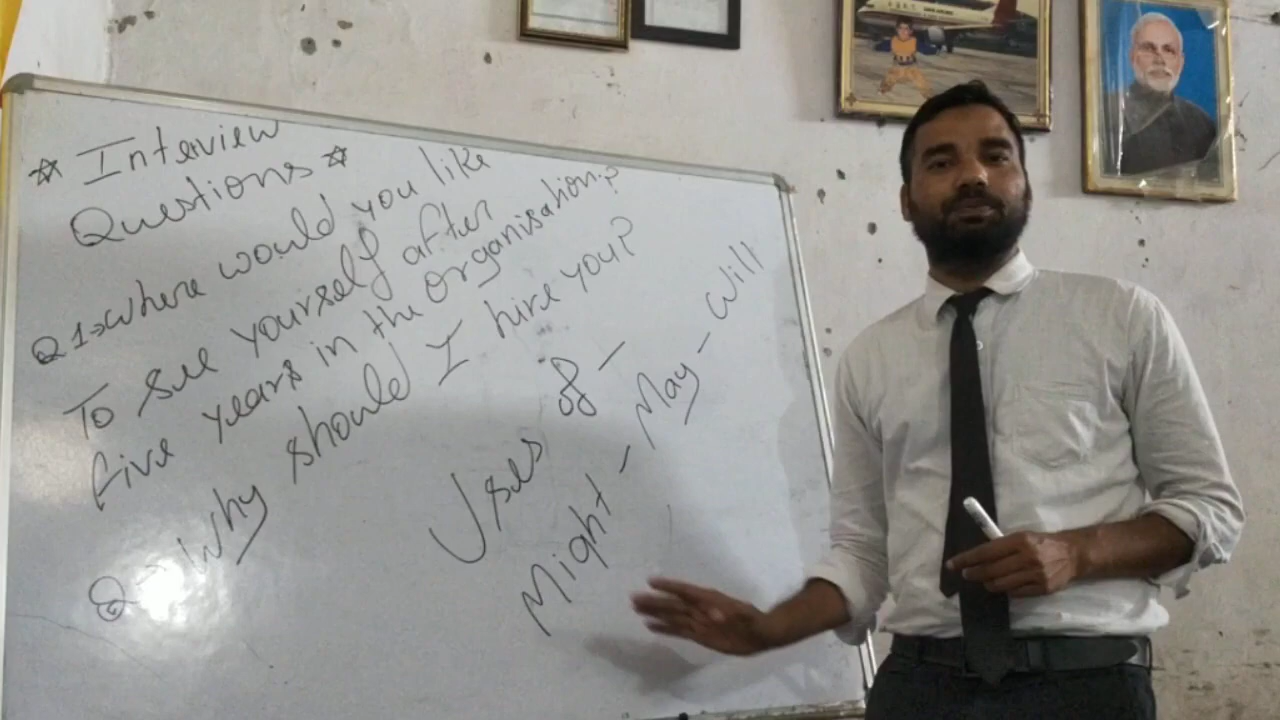 ☆ Interview
Questions ☆
Q 1→ Where would you like
To see yourself after
five years in the organisation?
Q → Why should I hire you?
Uses of –
Might – May – Will